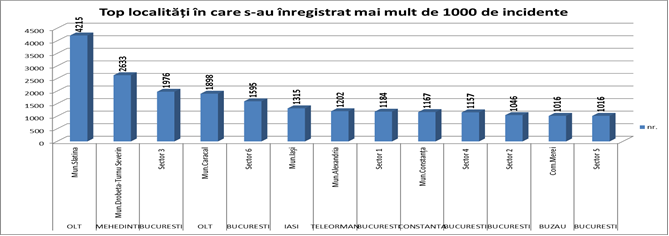 Top localități în care s-au înregistrat mai mult de 1000 de incidente
4500
4000
3500
3000
2500
2000
1500
1000
500
0
4215
2633
1976
1898
1595
1315
1202
1184
1167
1157
1046
1016
1016
nr.
Mun.Slatina
Mun.Drobeta-Turnu Severin
Sector 3
Mun.Caracal
Sector 6
Mun.Iași
Mun.Alexandria
Sector 1
Mun.Constanța
Sector 4
Sector 2
Com.Merei
Sector 5
OLT MEHEDINTI BUCURESTI OLT BUCURESTI IASI TELEORMAN BUCURESTI CONSTANTA BUCURESTI BUCURESTI BUZAU BUCURESTI